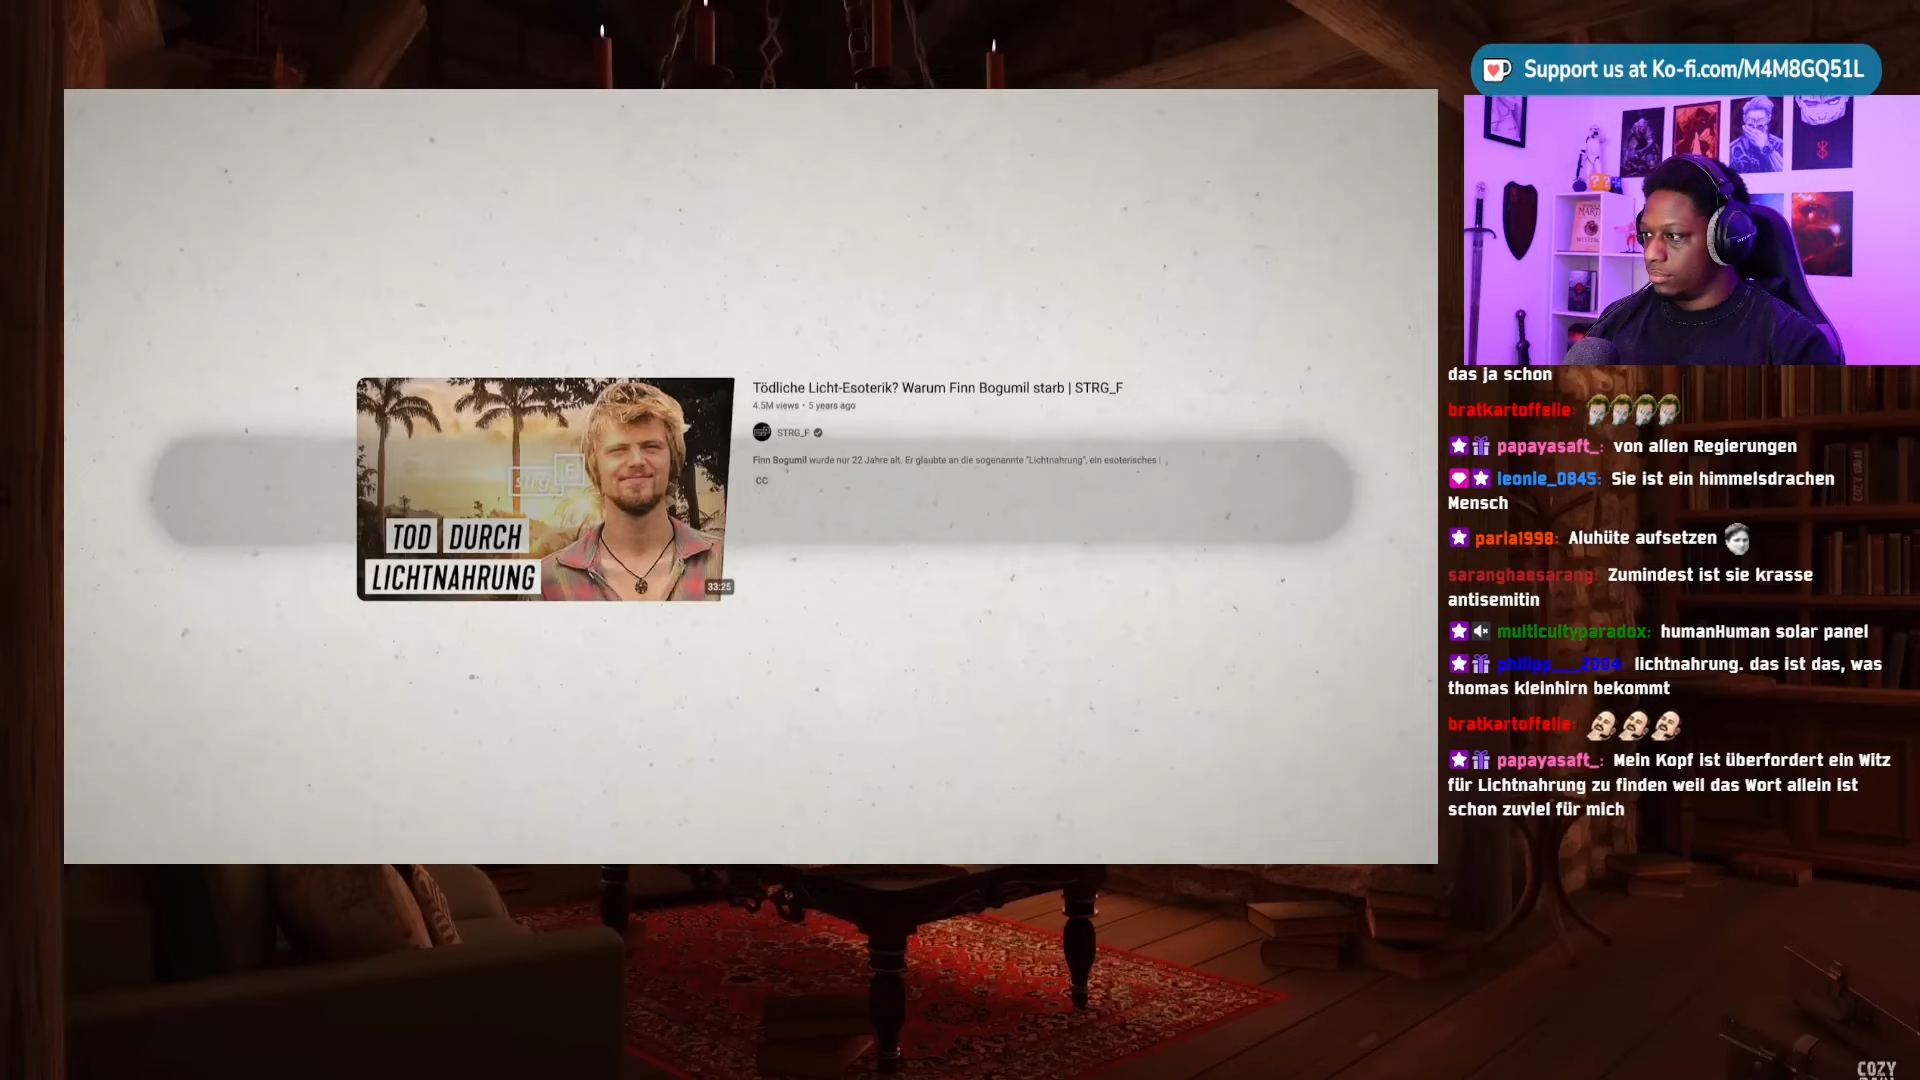 Support us at Ko-fi.com/M4M8GQ51L
Tödliche Licht-Esoterik? Warum Finn Bogumil starb | STRG_F
4.5M views • 5 years ago
STRG_F
Finn Bogumil wurde nur 22 Jahre alt. Er glaubte an die sogenannte "Lichtnahrung", ein esoterisches
CC
strg F
TOD DURCH
LICHTNAHRUNG
33:25
das ja schon
bratkartoffelie:
papayasaft_: von allen Regierungen
leonie_0845: Sie ist ein himmelsdrachen
Mensch
parla1998: Aluhüte aufsetzen
saranghaesarang: Zumindest ist sie krasse
antisemitin
multicultyparadox: humanHuman solar panel
philipp___2004: lichtnahrung. das ist das, was
thomas kleinhirn bekommt
bratkartoffelie:
papayasaft_: Mein Kopf ist überfordert ein Witz
für Lichtnahrung zu finden weil das Wort allein ist
schon zuviel für mich
COZY